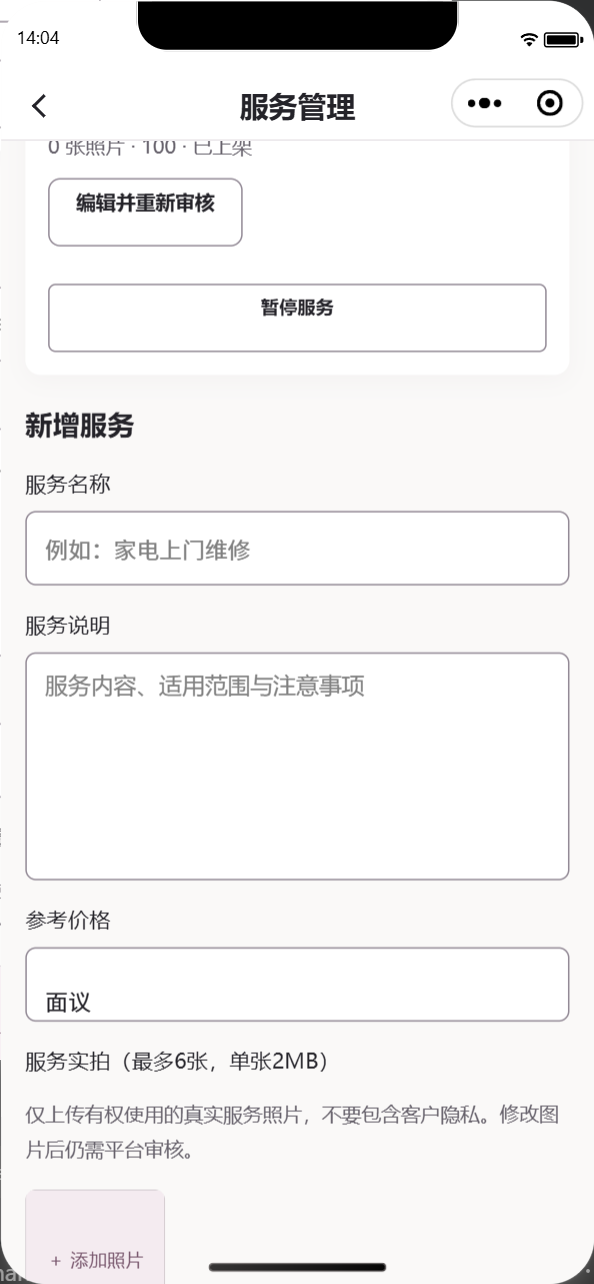 14:04
服务管理
0 张照片 · 100 · 已上架
编辑并重新审核
暂停服务
新增服务
服务名称
例如：家电上门维修
服务说明
服务内容、适用范围与注意事项
参考价格
面议
服务实拍（最多6张，单张2MB）
仅上传有权使用的真实服务照片，不要包含客户隐私。修改图
片后仍需平台审核。
+ 添加照片